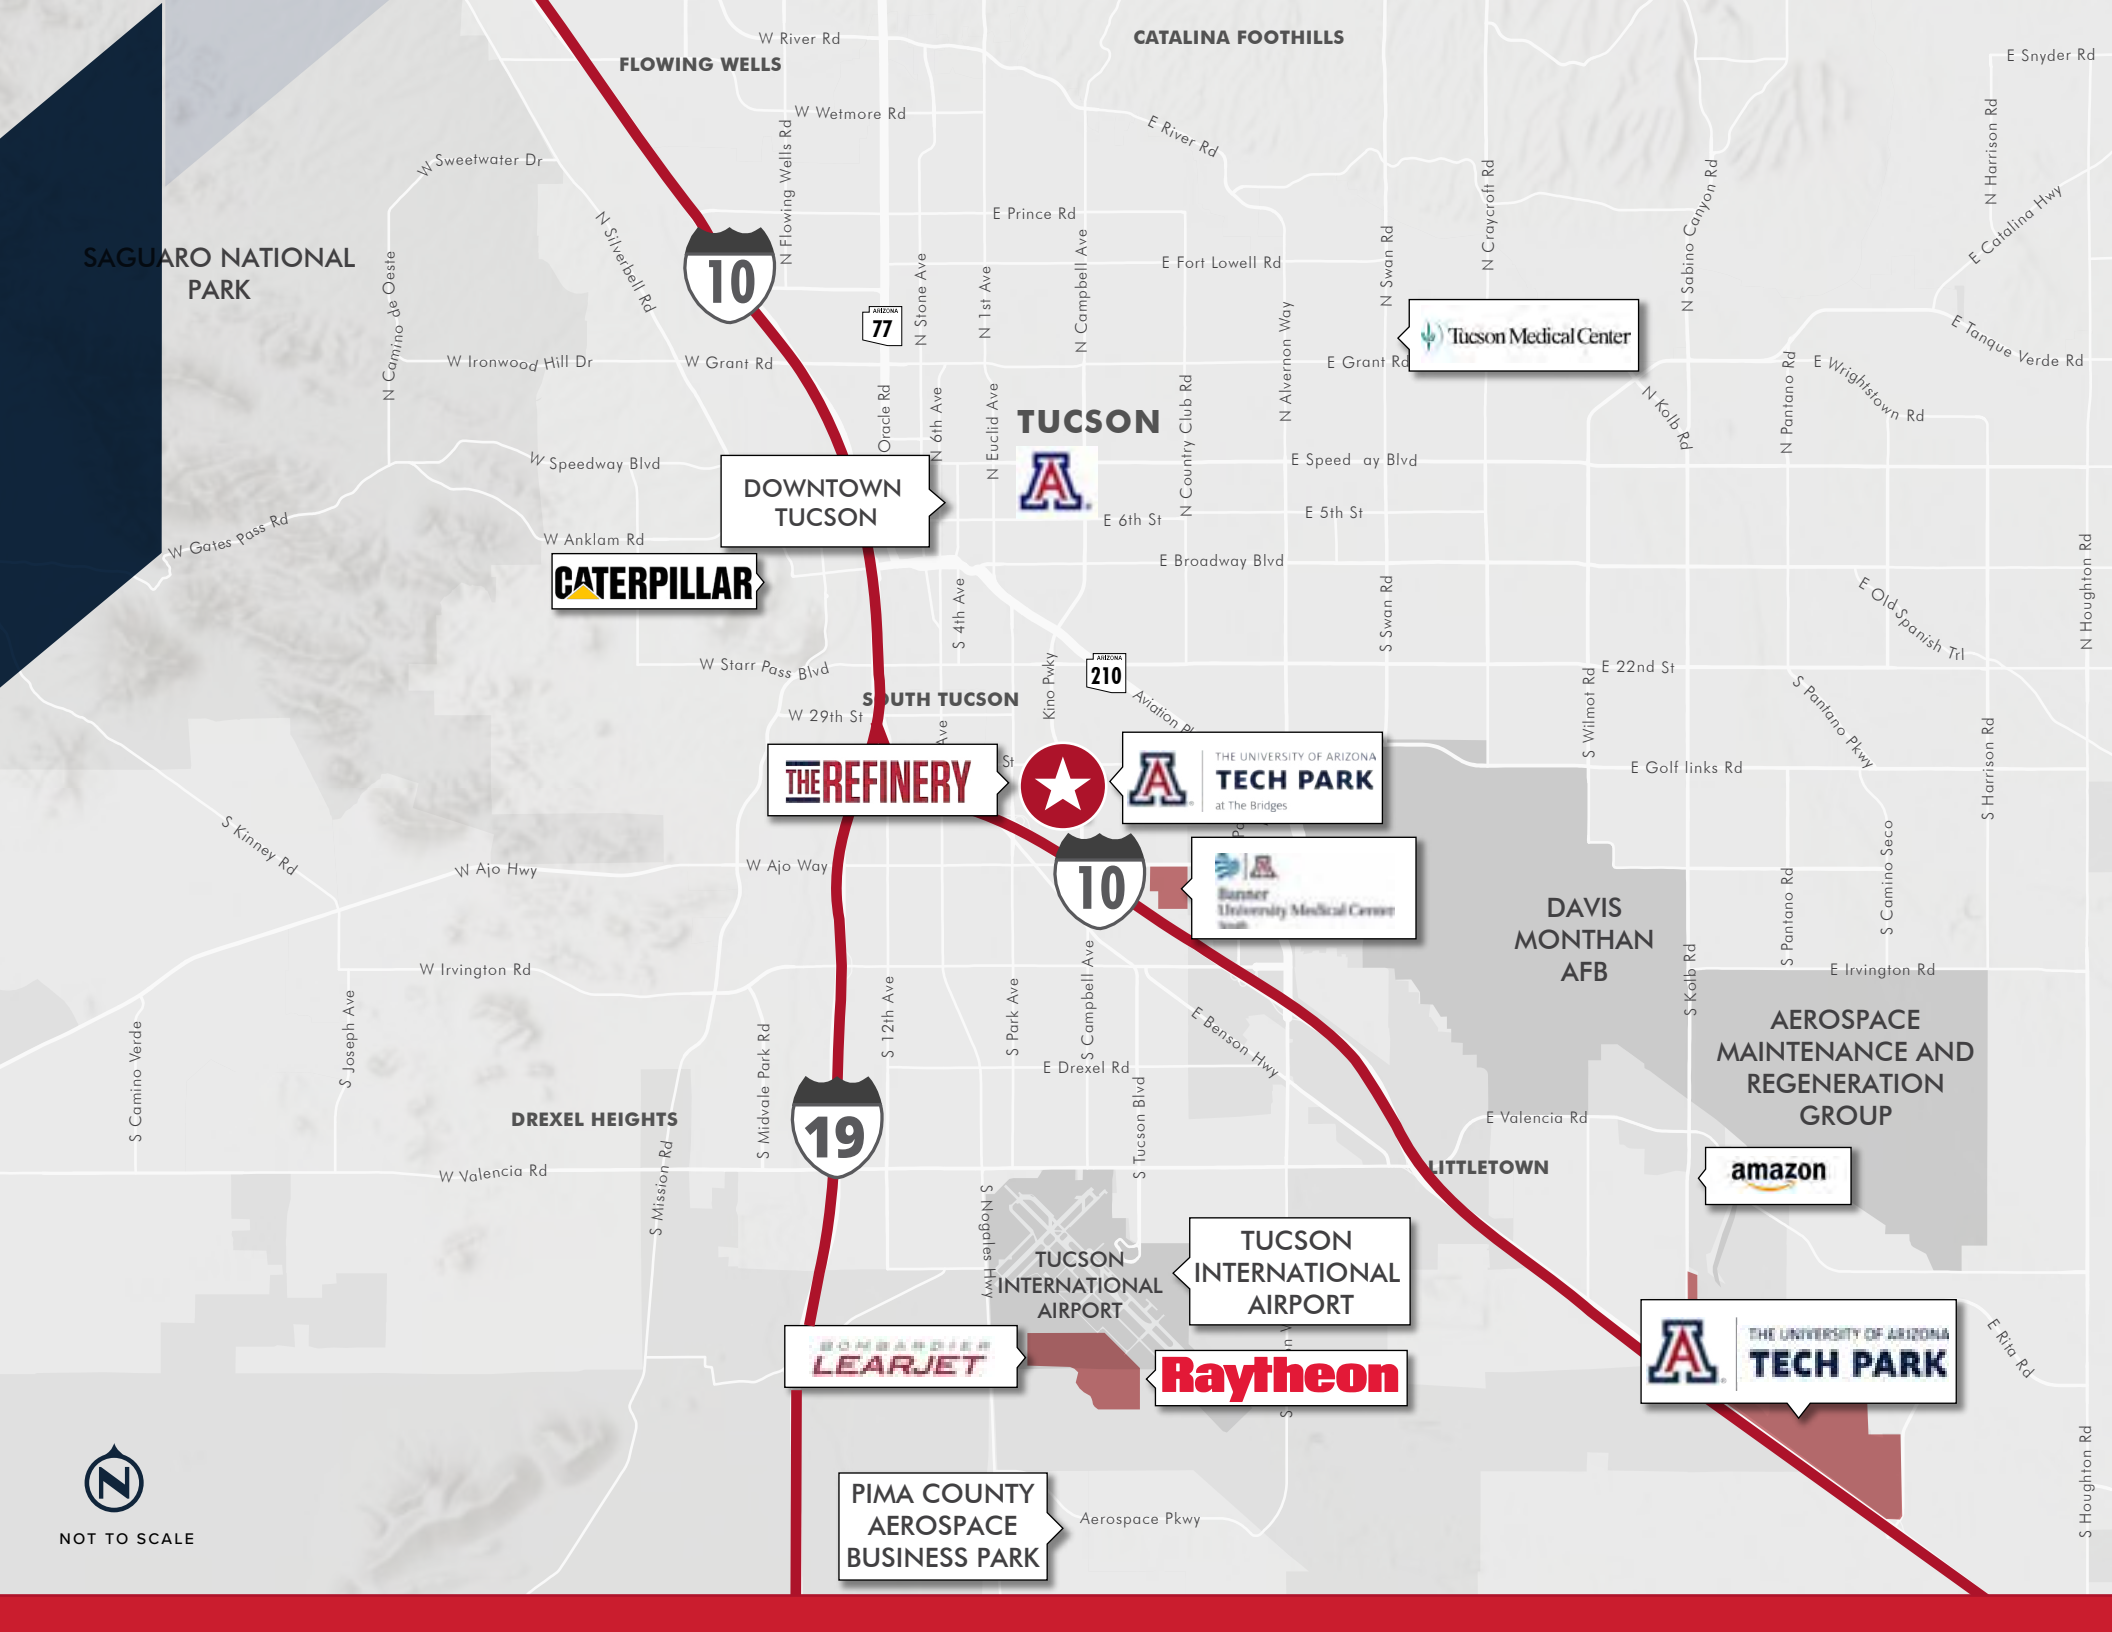 W River Rd
CATALINA FOOTHILLS
E Snyder Rd
FLOWING WELLS
W Wetmore Rd
E River Rd
N Harrison Rd
W Sweetwater Dr
N Flowing Wells Rd
N Craycroft Rd
N Sabino Canyon Rd
E Catalina Hwy
N Silverbell Rd
E Prince Rd
SAGUARO NATIONAL
PARK
N Camino de Oeste
10
N Stone Ave
N 1st Ave
N Campbell Ave
E Fort Lowell Rd
N Swan Rd
ARIZONA
77
N Alvernon Way
Tucson Medical Center
E Tanque Verde Rd
W Ironwood Hill Dr
W Grant Rd
E Grant Rd
N Pantano Rd
E Wrightstown Rd
Oracle Rd
N 6th Ave
N Euclid Ave
TUCSON
A
N Country Club Rd
N Kolb Rd
W Speedway Blvd
E Speed ay Blvd
DOWNTOWN
TUCSON
E 6th St
E 5th St
W Gates Pass Rd
W Anklam Rd
E Broadway Blvd
N Houghton Rd
CATERPILLAR
S 4th Ave
S Swan Rd
E Old Spanish Trl
W Starr Pass Blvd
Kino Pwky
ARIZONA
210
E 22nd St
SOUTH TUCSON
W 29th St
Ave
Aviation P
S Wilmot Rd
S Pantano Pkwy
S Harrison Rd
THE REFINERY
St
A
THE UNIVERSITY OF ARIZONA
TECH PARK
at The Bridges
E Golf links Rd
S Kinney Rd
W Ajo Hwy
W Ajo Way
10
Po
A
Banner
University Medical Center
DAVIS
MONTHAN
AFB
S Pantano Rd
S Camino Seco
W Irvington Rd
E Irvington Rd
S Kolb Rd
S Camino Verde
S Joseph Ave
S Midvale Park Rd
S 12th Ave
S Park Ave
S Campbell Ave
E Benson Hwy
AEROSPACE
MAINTENANCE AND
REGENERATION
GROUP
E Drexel Rd
S Tucson Blvd
DREXEL HEIGHTS
19
E Valencia Rd
W Valencia Rd
S Mission Rd
LITTLETOWN
amazon
S Nogales Hwy
TUCSON
INTERNATIONAL
AIRPORT
TUCSON
INTERNATIONAL
AIRPORT
BOMBARDIER
LEARJET
Raytheon
S
on V
A
THE UNIVERSITY OF ARIZONA
TECH PARK
E Rita Rd
S Houghton Rd
N
NOT TO SCALE
PIMA COUNTY
AEROSPACE
BUSINESS PARK
Aerospace Pkwy